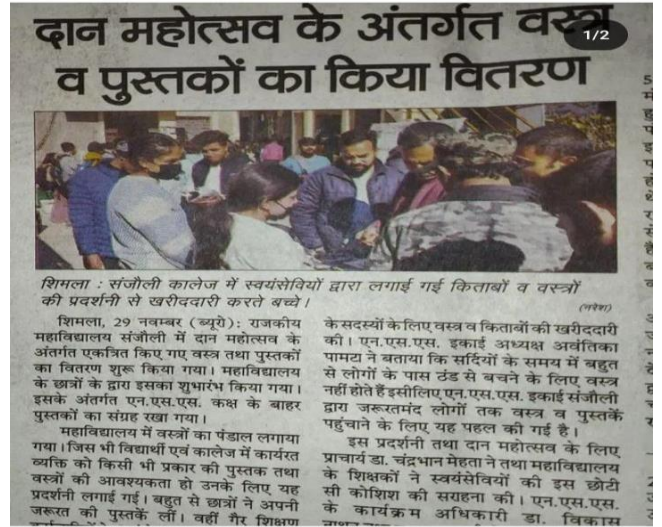 दान महोत्सव के अंतर्गत वस्त्र
1/2
व पुस्तकों का किया वितरण
शिमला : संजौली कालेज में स्वयंसेवियों द्वारा लगाई गई किताबों व वस्त्रों
की प्रदर्शनी से खरीददारी करते बच्चे।
(नरेश)
शिमला, 29 नवम्बर (ब्यूरो): राजकीय
महाविद्यालय संजौली में दान महोत्सव के
अंतर्गत एकत्रित किए गए वस्त्र तथा पुस्तकों
का वितरण शुरू किया गया। महाविद्यालय
के छात्रों के द्वारा इसका शुभारंभ किया गया।
इसके अंतर्गत एन.एस.एस. कक्ष के बाहर
पुस्तकों का संग्रह रखा गया।
महाविद्यालय में वस्त्रों का पंडाल लगाया
गया। जिस भी विद्यार्थी एवं कालेज में कार्यरत
व्यक्ति को किसी भी प्रकार की पुस्तक तथा
वस्त्रों की आवश्यकता हो उनके लिए यह
प्रदर्शनी लगाई गई। बहुत से छात्रों ने अपनी
जरूरत की पुस्तकें लीं। वहीं गैर शिक्षण
के सदस्यों के लिए वस्त्र व किताबों की खरीददारी
की। एन.एस.एस. इकाई अध्यक्ष अवंतिका
पामटा ने बताया कि सर्दियों के समय में बहुत
से लोगों के पास ठंड से बचने के लिए वस्त्र
नहीं होते हैं इसीलिए एन.एस.एस. इकाई संजौली
द्वारा जरूरतमंद लोगों तक वस्त्र व पुस्तकें
पहुंचाने के लिए यह पहल की गई है।
इस प्रदर्शनी तथा दान महोत्सव के लिए
प्राचार्य डा. चंद्रभान मेहता ने तथा महाविद्यालय
के शिक्षकों ने स्वयंसेवियों की इस छोटी
सी कोशिश की सराहना की। एन.एस.एस.
के कार्यक्रम अधिकारी डा. विकास